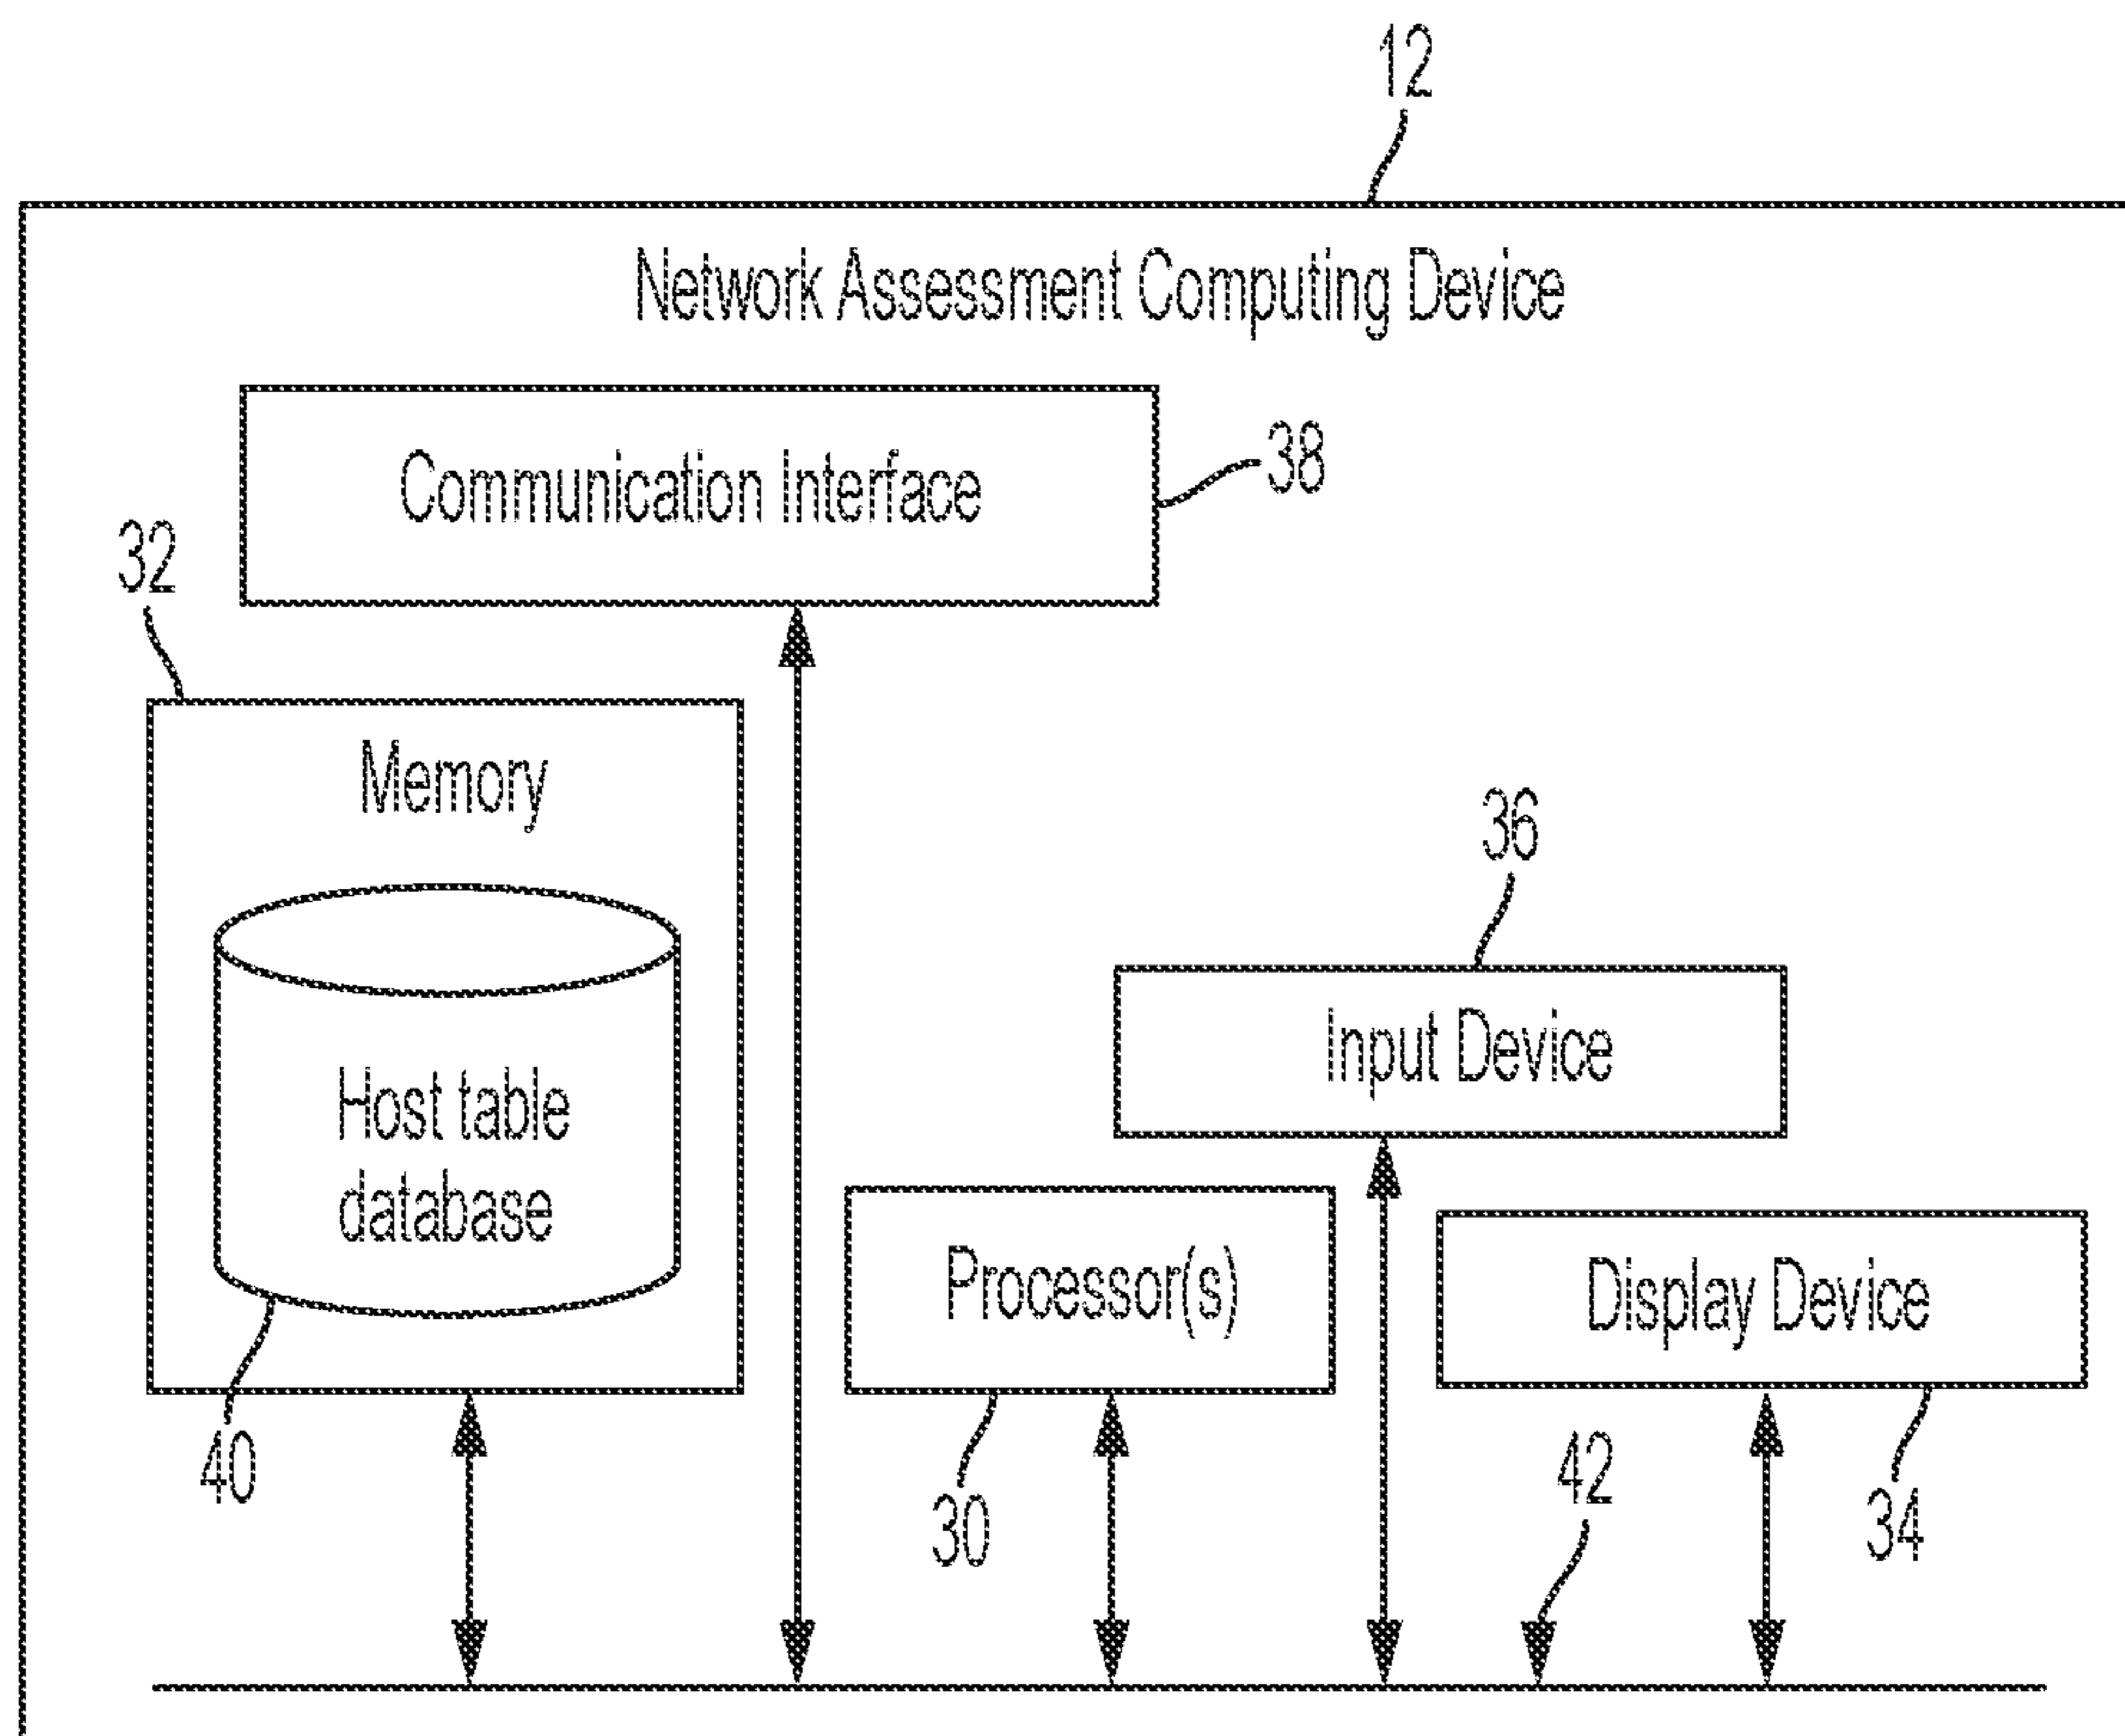 12
Network Assessment Computing Device
Communication Interface
38
32
Memory
36
Input Device
Host table
database
Processor(s)
Display Device
40
30
42
34